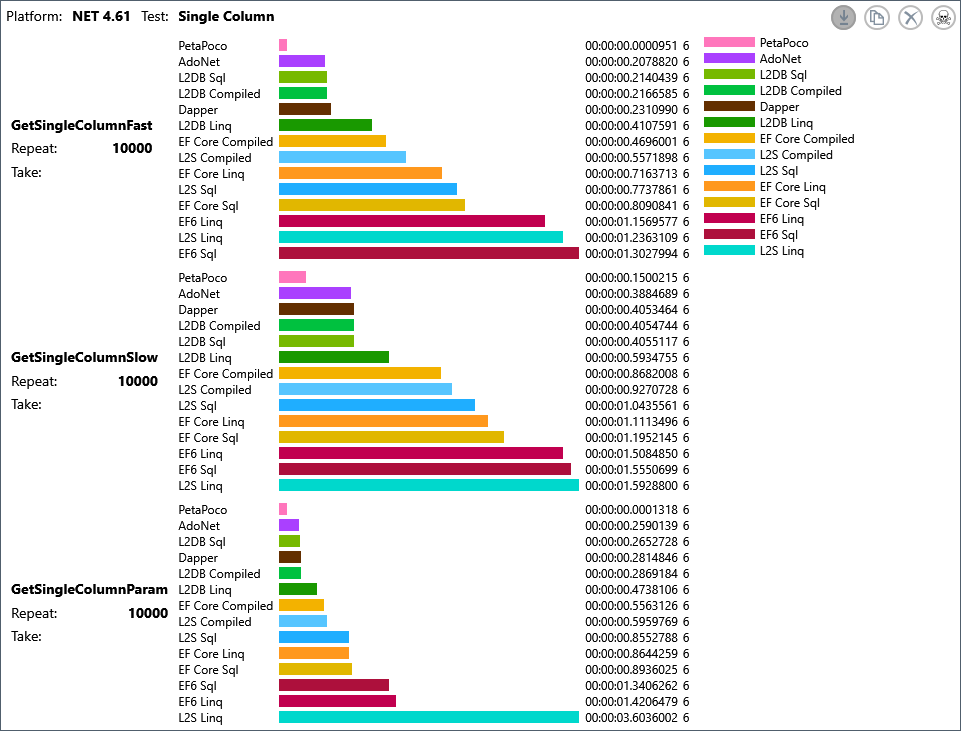 Platform: NET 4.61 Test: Single Column
GetSingleColumnFast
Repeat: 10000
Take:
PetaPoco 00:00:00.0000951 6
AdoNet 00:00:00.2078820 6
L2DB Sql 00:00:00.2140439 6
L2DB Compiled 00:00:00.2166585 6
Dapper 00:00:00.2310990 6
L2DB Linq 00:00:00.4107591 6
EF Core Compiled 00:00:00.4696001 6
L2S Compiled 00:00:00.5571898 6
EF Core Linq 00:00:00.7163713 6
L2S Sql 00:00:00.7737861 6
EF Core Sql 00:00:00.8090841 6
EF6 Linq 00:00:01.1569577 6
L2S Linq 00:00:01.2363109 6
EF6 Sql 00:00:01.3027994 6
GetSingleColumnSlow
Repeat: 10000
Take:
PetaPoco 00:00:00.1500215 6
AdoNet 00:00:00.3884689 6
Dapper 00:00:00.4053464 6
L2DB Compiled 00:00:00.4054744 6
L2DB Sql 00:00:00.4055117 6
L2DB Linq 00:00:00.5934755 6
EF Core Compiled 00:00:00.8682008 6
L2S Compiled 00:00:00.9270728 6
L2S Sql 00:00:01.0435561 6
EF Core Linq 00:00:01.1113496 6
EF Core Sql 00:00:01.1952145 6
EF6 Linq 00:00:01.5084850 6
EF6 Sql 00:00:01.5550699 6
L2S Linq 00:00:01.5928800 6
GetSingleColumnParam
Repeat: 10000
Take:
PetaPoco 00:00:00.0001318 6
AdoNet 00:00:00.2590139 6
L2DB Sql 00:00:00.2652728 6
Dapper 00:00:00.2814846 6
L2DB Compiled 00:00:00.2869184 6
L2DB Linq 00:00:00.4738106 6
EF Core Compiled 00:00:00.5563126 6
L2S Compiled 00:00:00.5959769 6
L2S Sql 00:00:00.8552788 6
EF Core Linq 00:00:00.8644259 6
EF Core Sql 00:00:00.8936025 6
EF6 Sql 00:00:01.3406262 6
EF6 Linq 00:00:01.4206479 6
L2S Linq 00:00:03.6036002 6
PetaPoco
AdoNet
L2DB Sql
L2DB Compiled
Dapper
L2DB Linq
EF Core Compiled
L2S Compiled
L2S Sql
EF Core Linq
EF Core Sql
EF6 Linq
EF6 Sql
L2S Linq